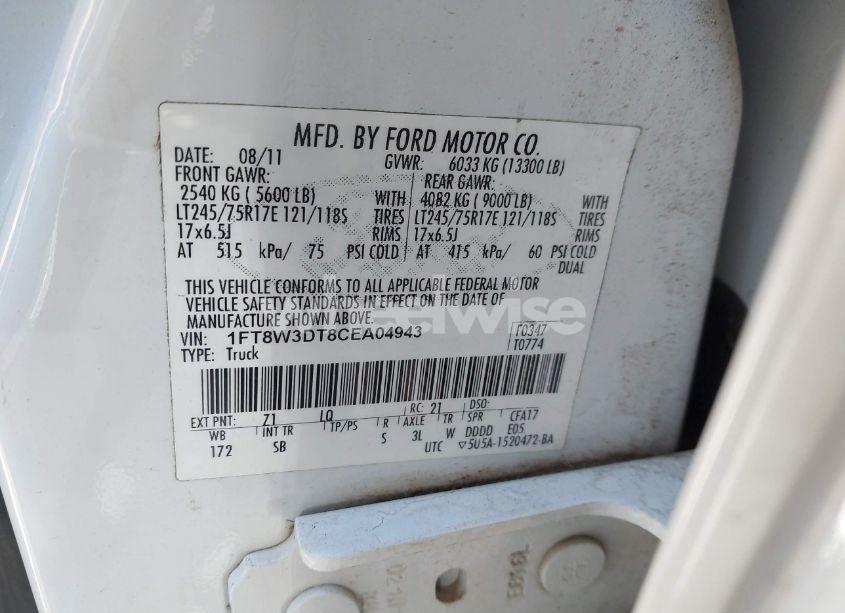 MFD. BY FORD MOTOR CO.
DATE: 08/11 GVWR: 6033 KG (13300 LB)
FRONT GAWR: REAR GAWR:
2540 KG ( 5600 LB) WITH 4082 KG ( 9000 LB) WITH
LT245/75R17E 121/118S TIRES LT245/75R17E 121/118S TIRES
17x6.5J RIMS 17x6.5J RIMS
AT 515 kPa/ 75 PSI COLD AT 415 kPa/ 60 PSI COLD
DUAL
THIS VEHICLE CONFORMS TO ALL APPLICABLE FEDERAL MOTOR
VEHICLE SAFETY STANDARDS IN EFFECT ON THE DATE OF
MANUFACTURE SHOWN ABOVE.
VIN: 1FT8W3DT8CEA04943 T0347
TYPE: Truck T0774
EXT PNT: Z1 LQ RC: 21 DSO:
WB INT TR TP/PS R AXLE TR SPR CFA17
172 SB S 3L W DDDD E05
UTC ▽5U5A-1520472-BA